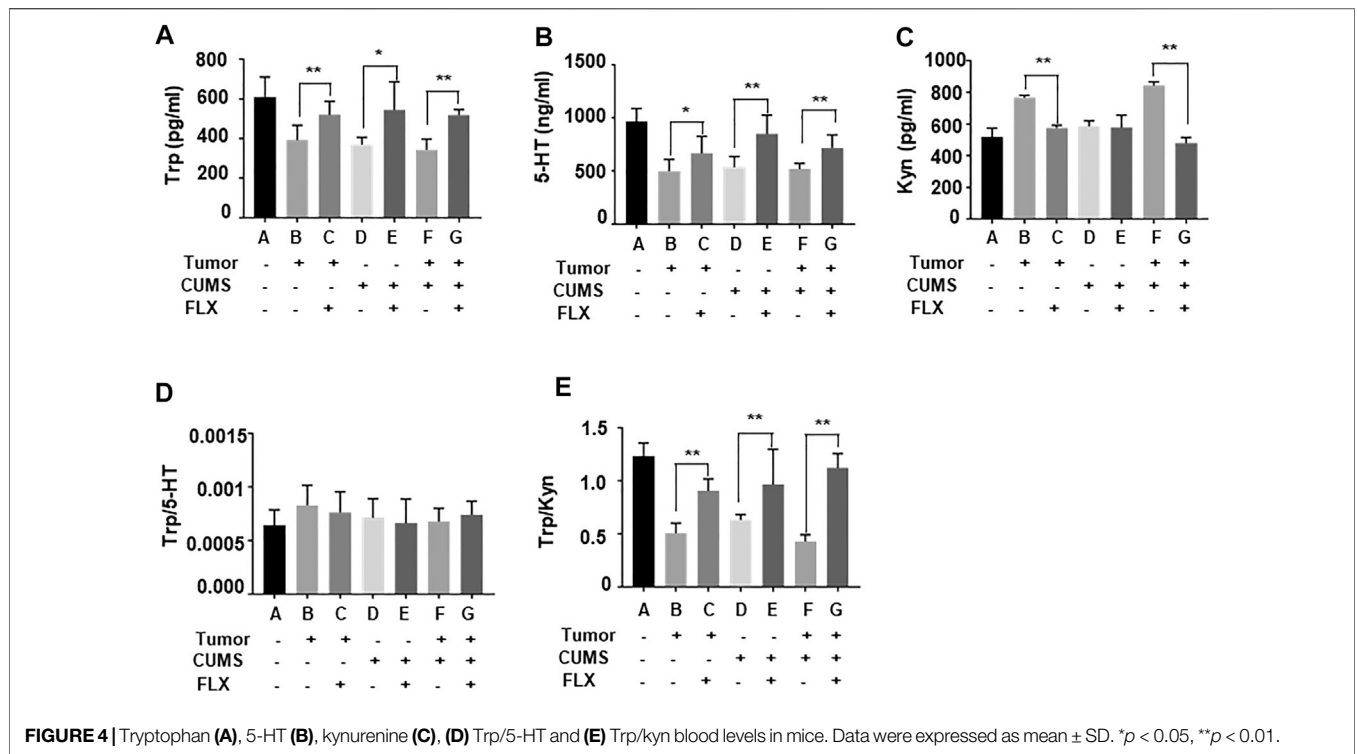 A
Trp (pg/ml)
800
600
400
200
0
** * **
A B C D E F G
Tumor - + + - - + +
CUMS - - - + + + +
FLX - - + - + - +
B
5-HT (ng/ml)
1500
1000
500
0
* ** **
A B C D E F G
Tumor - + + - - + +
CUMS - - - + + + +
FLX - - + - + - +
C
Kyn (pg/ml)
1000
800
600
400
200
0
** **
A B C D E F G
Tumor - + + - - + +
CUMS - - - + + + +
FLX - - + - + - +
D
Trp/5-HT
0.0015
0.001
0.0005
0.000
A B C D E F G
Tumor - + + - - + +
CUMS - - - + + + +
FLX - - + - + - +
E
Trp/Kyn
1.5
1.0
0.5
0
** ** **
A B C D E F G
Tumor - + + - - + +
CUMS - - - + + + +
FLX - - + - + - +
FIGURE 4 | Tryptophan (A), 5-HT (B), kynurenine (C), (D) Trp/5-HT and (E) Trp/kyn blood levels in mice. Data were expressed as mean ± SD. *p < 0.05, **p < 0.01.